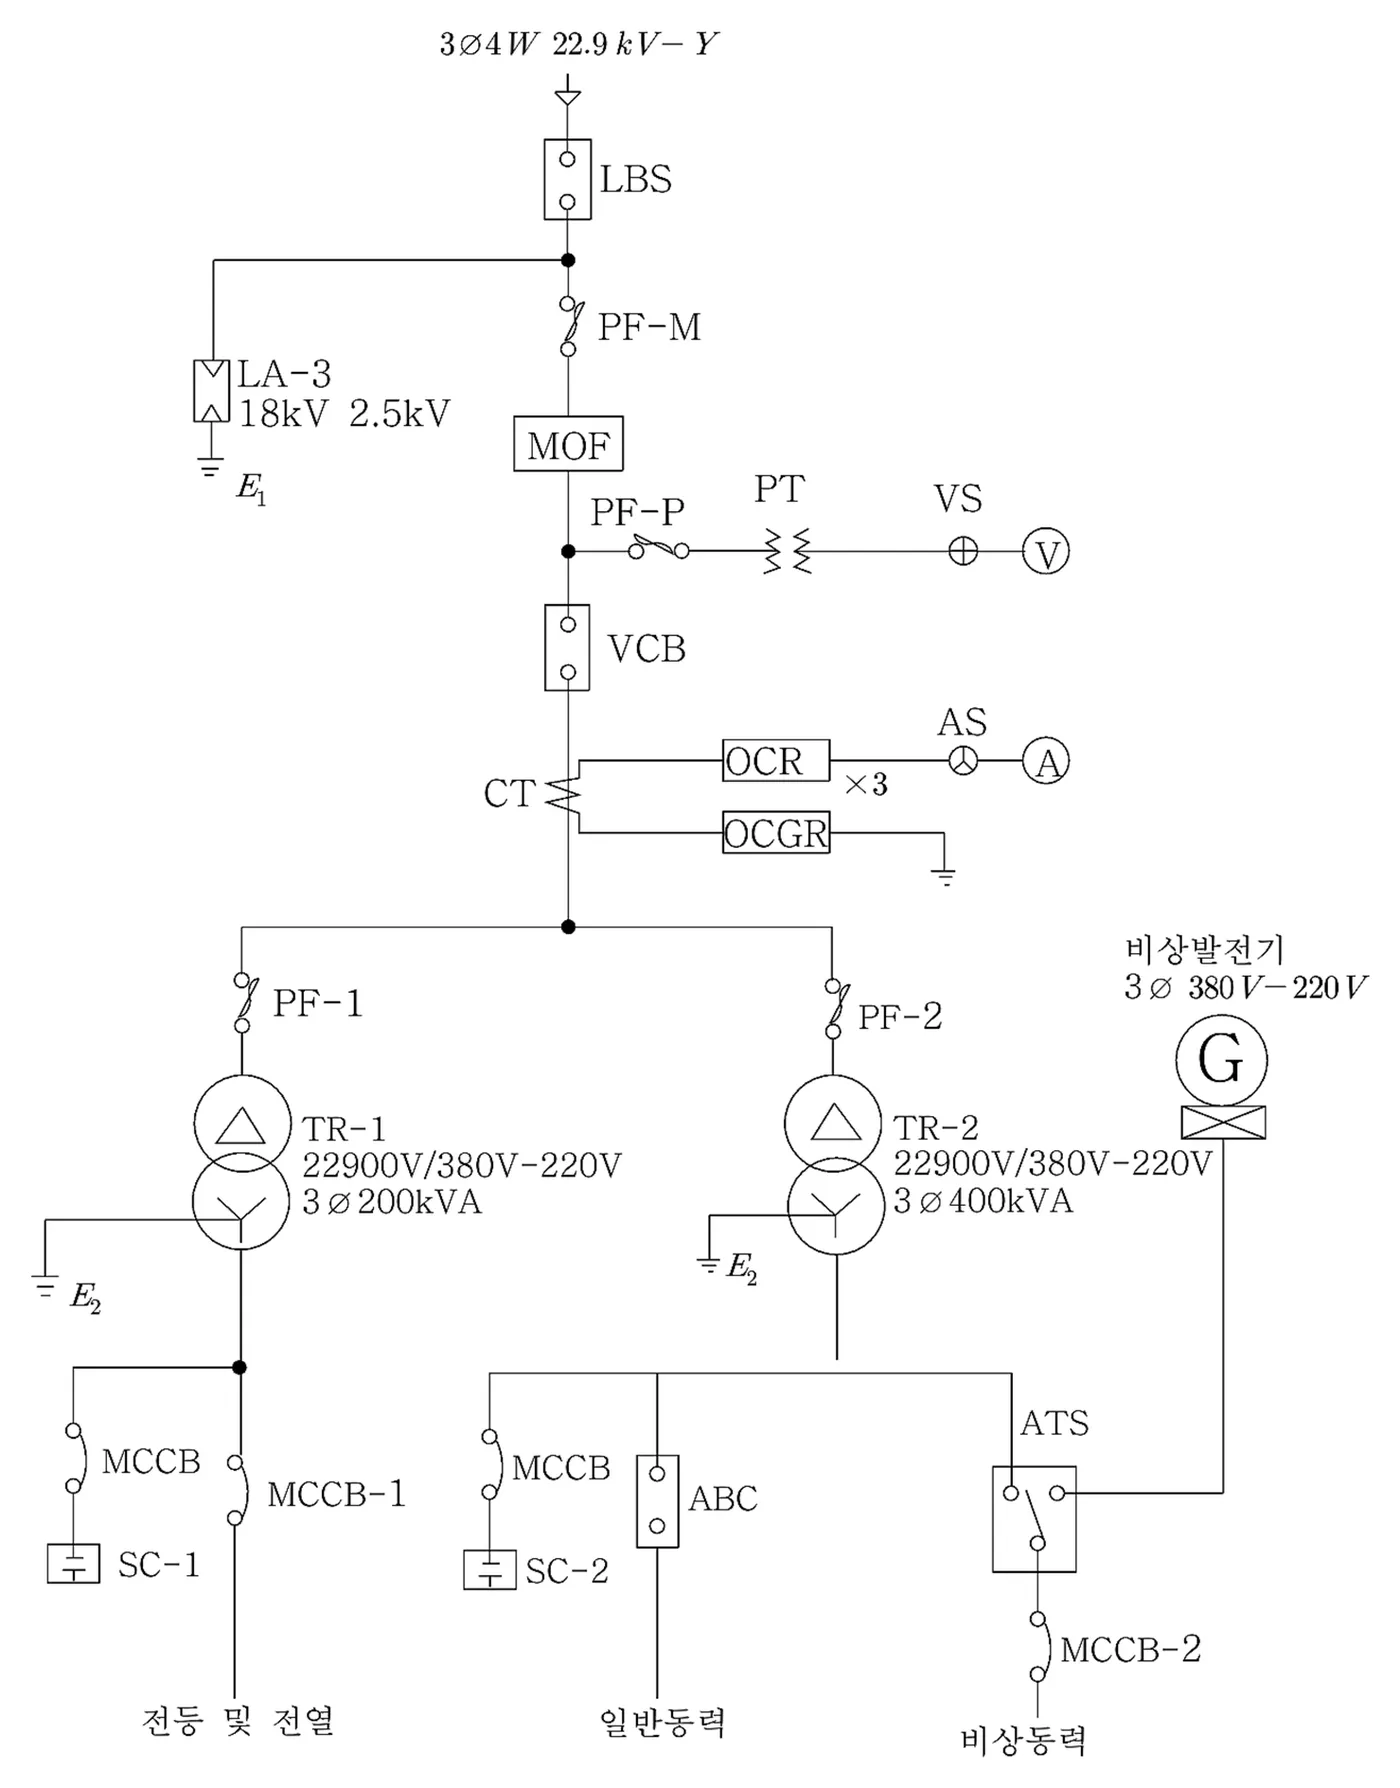 3∅4W 22.9kV−Y
LBS
PF-M
LA-3
18kV 2.5kV
E₁
MOF
PF-P
PT
VS
V
VCB
AS
OCR
×3
A
CT
OCGR
비상발전기
3∅ 380V−220V
G
PF-1
PF-2
TR-1
22900V/380V-220V
3∅200kVA
E₂
TR-2
22900V/380V-220V
3∅400kVA
E₂
ATS
MCCB
MCCB-1
SC-1
MCCB
ABC
SC-2
MCCB-2
전등 및 전열
일반동력
비상동력